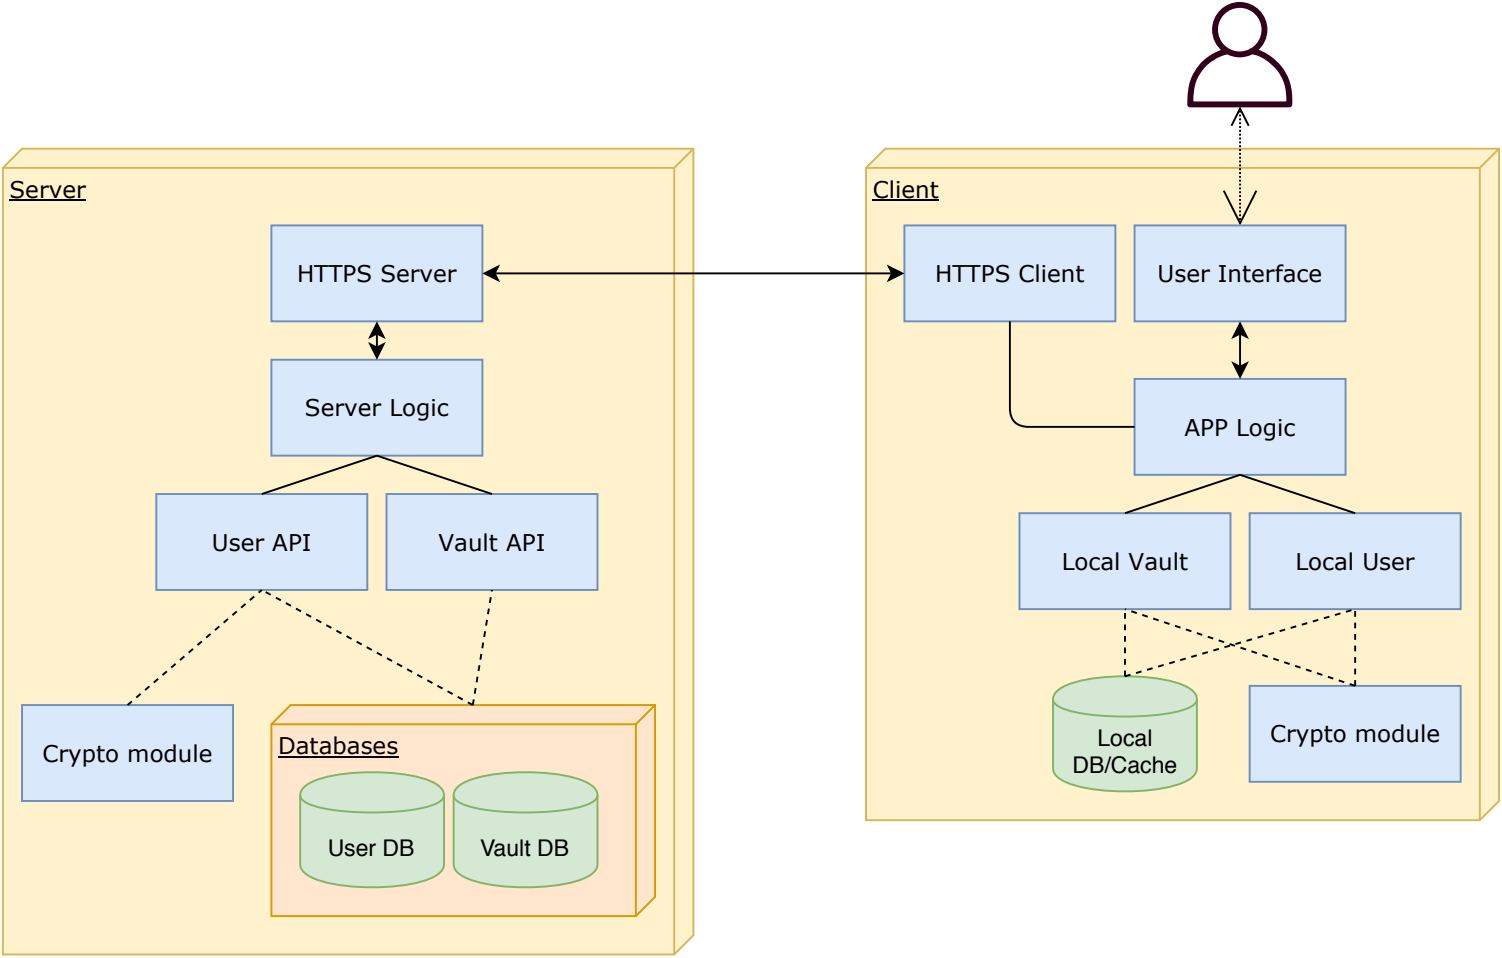 Server
HTTPS Server
Server Logic
User API
Vault API
Crypto module
Databases
User DB
Vault DB
Client
HTTPS Client
User Interface
APP Logic
Local Vault
Local User
Local
DB/Cache
Crypto module